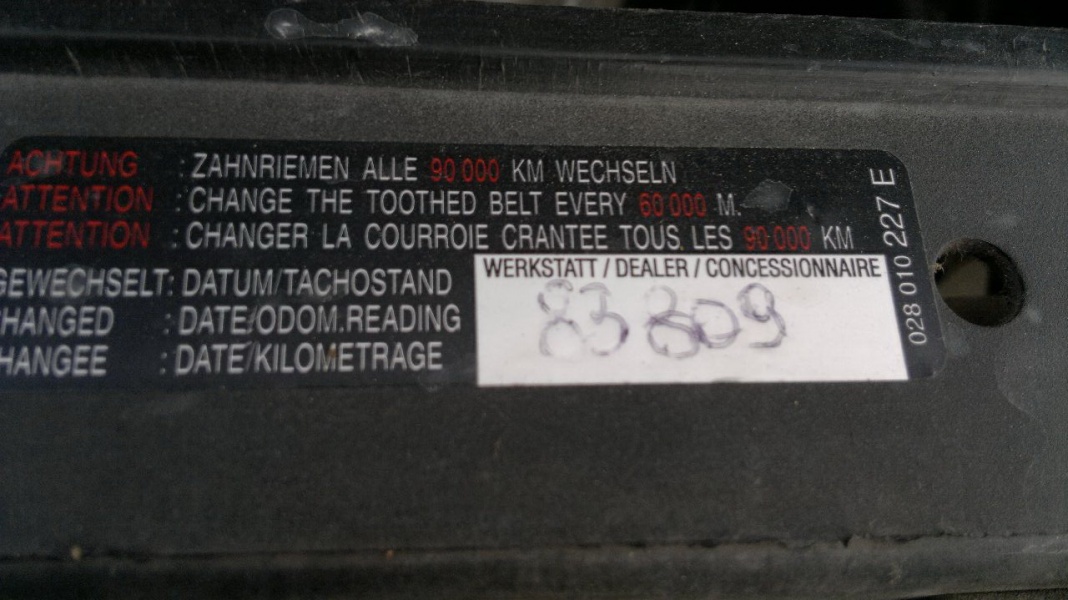 ACHTUNG : ZAHNRIEMEN ALLE 90 000 KM WECHSELN
ATTENTION : CHANGE THE TOOTHED BELT EVERY 60 000 M.
ATTENTION : CHANGER LA COURROIE CRANTEE TOUS LES 90 000 KM
GEWECHSELT: DATUM/TACHOSTAND
HANGED : DATE/ODOM.READING
HANGEE : DATE/KILOMETRAGE
WERKSTATT / DEALER / CONCESSIONNAIRE
83809
028 010 227 E